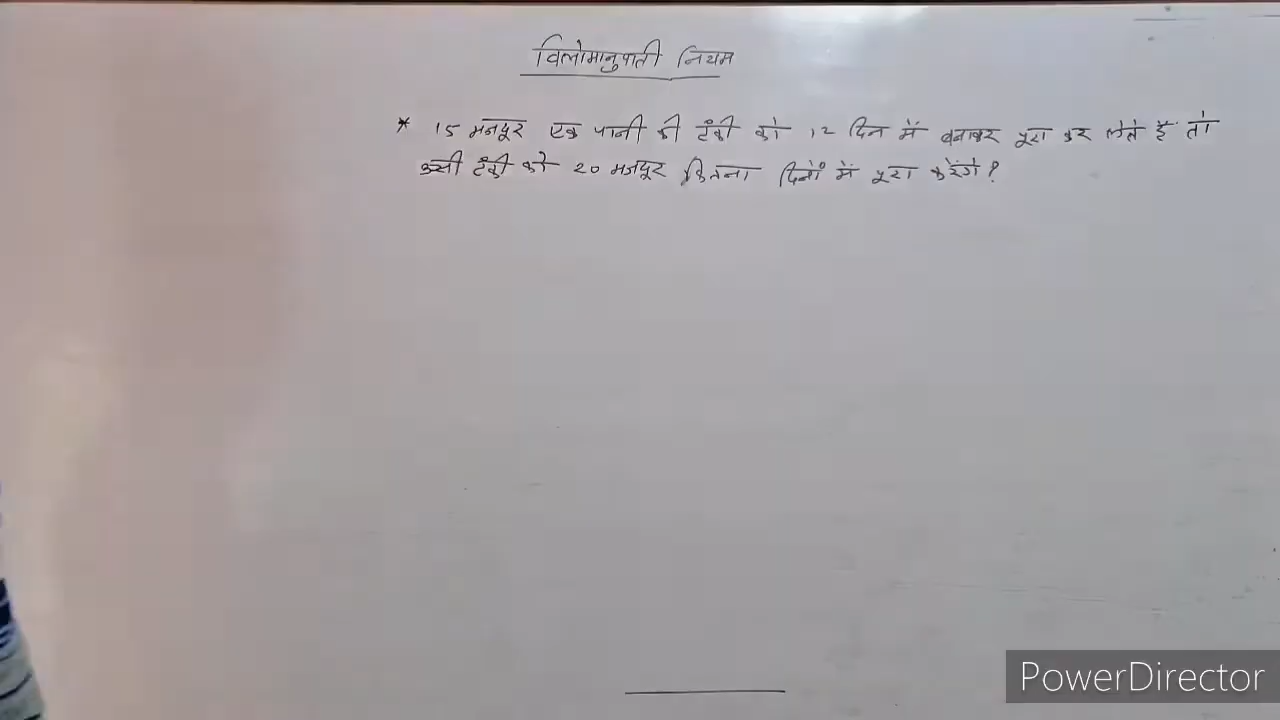 विलोमानुपाती नियम
* 15 मजदूर एक पानी की टंकी को 12 दिन में बनाकर पूरा कर लेते हैं तो
उसी टंकी को 20 मजदूर कितना दिनों में पूरा करेंगे?
PowerDirector